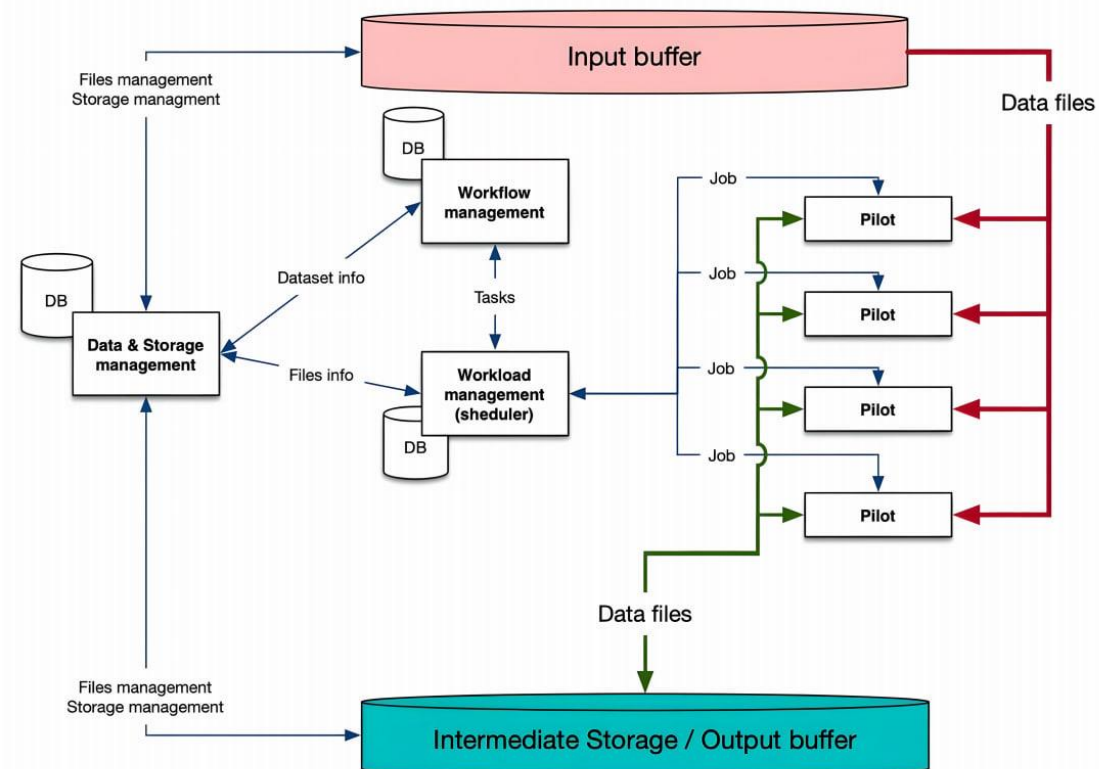 Input buffer
Files management
Storage managment
Data files
DB
Workflow
management
Job
Pilot
DB
Dataset info
Tasks
Job
Pilot
Data & Storage
management
Files info
Workload
management
(sheduler)
DB
Job
Pilot
Job
Pilot
Data files
Files management
Storage management
Intermediate Storage / Output buffer